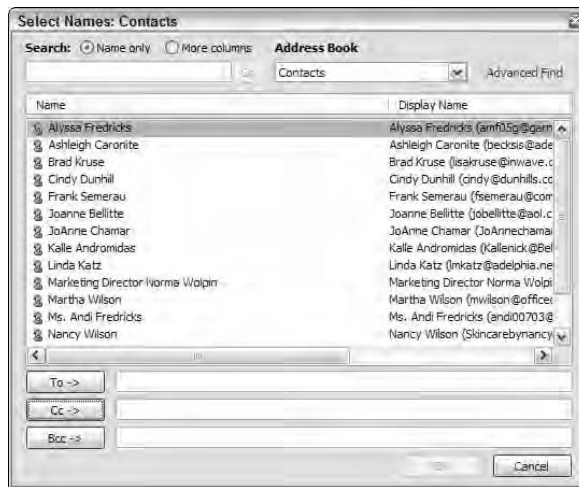 Select Names: Contacts
Search: Name only More columns Address Book
Contacts Advanced Find
Name Display Name
Alyssa Fredricks Alyssa Fredricks (amf05g@garn
Ashleigh Caronite Ashleigh Caronite (becksis@ade
Brad Kruse Brad Kruse (lisakruse@inwave.c
Cindy Dunhill Cindy Dunhill (cindy@dunhills.cc
Frank Semerau Frank Semerau (fsemerau@com
Joanne Bellitte Joanne Bellitte (jobellitte@aol.c
JoAnne Chamar JoAnne Chamar (JoAnnechamai
Kalle Andromidas Kalle Andromidas (Kallenick@Bel
Linda Katz Linda Katz (lmkatz@adelphia.ne
Marketing Director Norma Wolpin Marketing Director Norma Wolpi
Martha Wilson Martha Wilson (mwilson@officei
Ms. Andi Fredricks Ms. Andi Fredricks (andi00703@
Nancy Wilson Nancy Wilson (Skincarebynancy
To ->
Cc ->
Bcc ->
Cancel